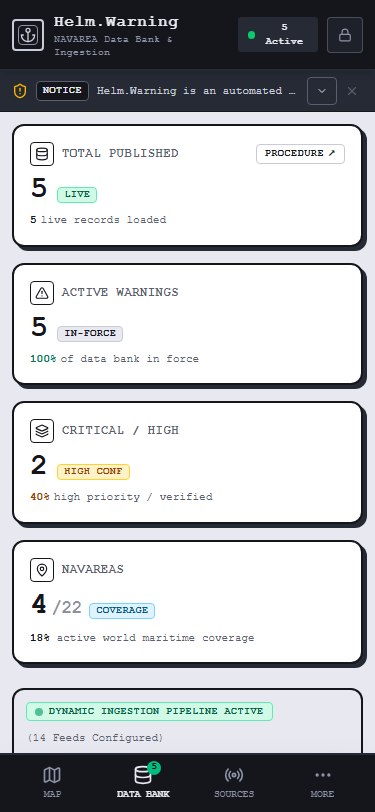 Helm.Warning
NAVAREA Data Bank &
Ingestion
5
Active
NOTICE Helm.Warning is an automated …
TOTAL PUBLISHED
PROCEDURE ↗
5 LIVE
5 live records loaded
ACTIVE WARNINGS
5 IN-FORCE
100% of data bank in force
CRITICAL / HIGH
2 HIGH CONF
40% high priority / verified
NAVAREAS
4 /22 COVERAGE
18% active world maritime coverage
DYNAMIC INGESTION PIPELINE ACTIVE
(14 Feeds Configured)
5
MAP
DATA BANK
SOURCES
MORE